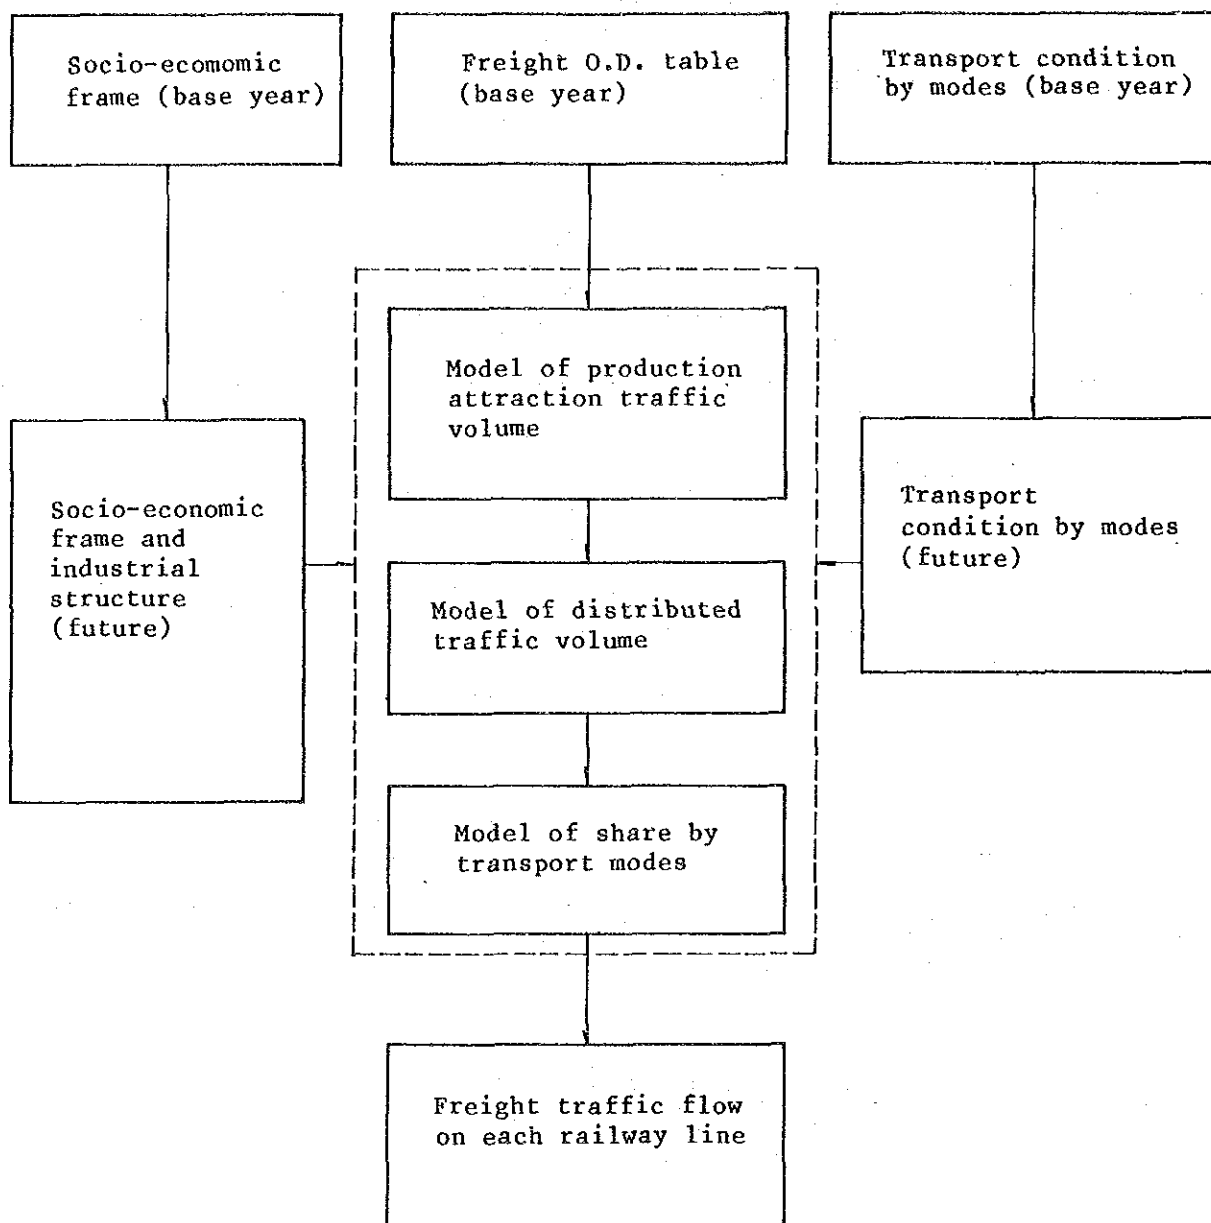 Socio-ecomomic
frame (base year)
Freight O.D. table
(base year)
Transport condition
by modes (base year)
Model of production
attraction traffic
volume
Socio-economic
frame and
industrial
structure
(future)
Transport
condition by modes
(future)
Model of distributed
traffic volume
Model of share by
transport modes
Freight traffic flow
on each railway line